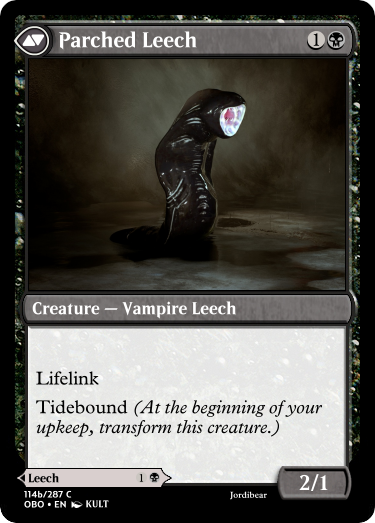 Parched Leech 1
Creature — Vampire Leech
Lifelink
Tidebound (At the beginning of your
upkeep, transform this creature.)
Leech 1
2/1
114b/287 C
OBO • EN KULT
Jordibear